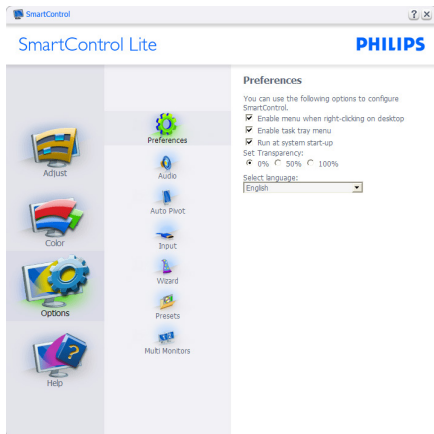 SmartControl
SmartControl Lite
PHILIPS
Adjust
Color
Options
Help
Preferences
Audio
Auto Pivot
Input
Wizard
Presets
Multi Monitors
Preferences
You can use the following options to configure
SmartControl.
Enable menu when right-clicking on desktop
Enable task tray menu
Run at system start-up
Set Transparency:
0% 50% 100%
Select language:
English